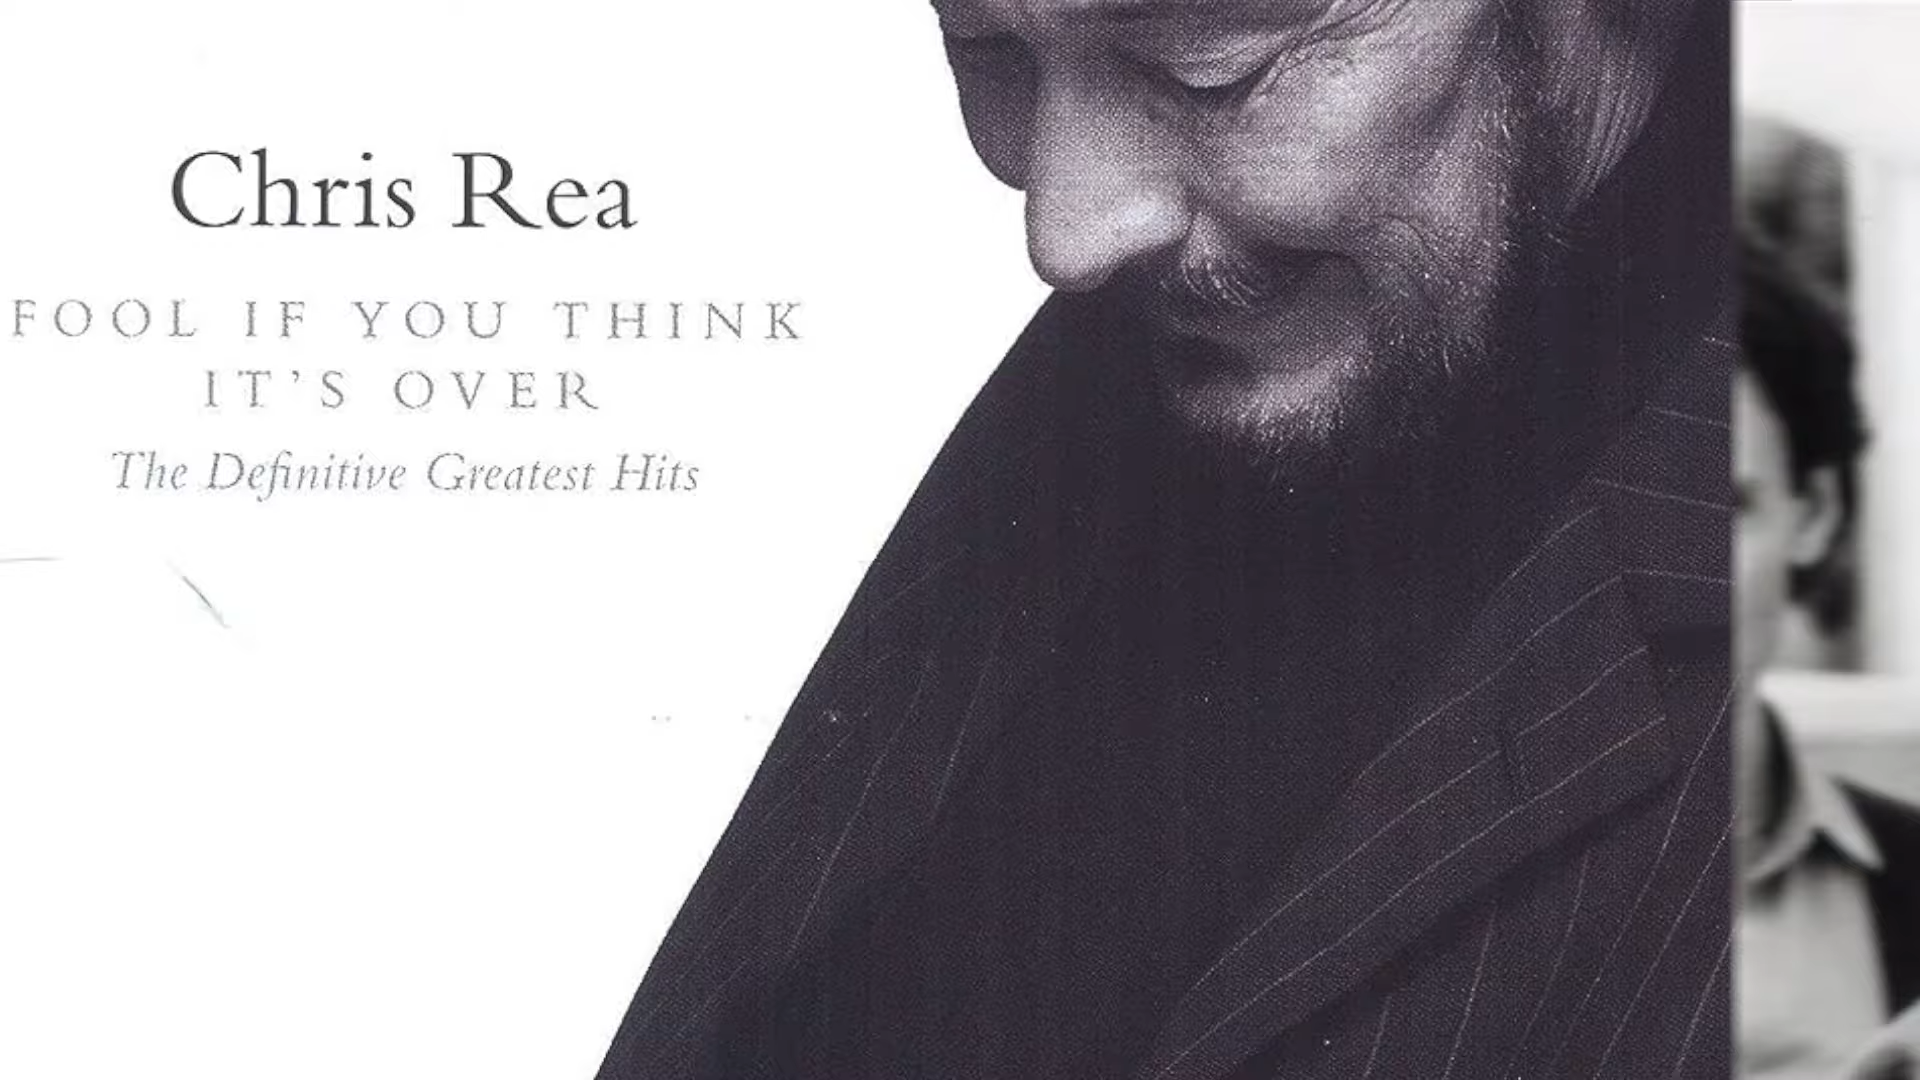 Chris Rea
FOOL IF YOU THINK
IT'S OVER
The Definitive Greatest Hits